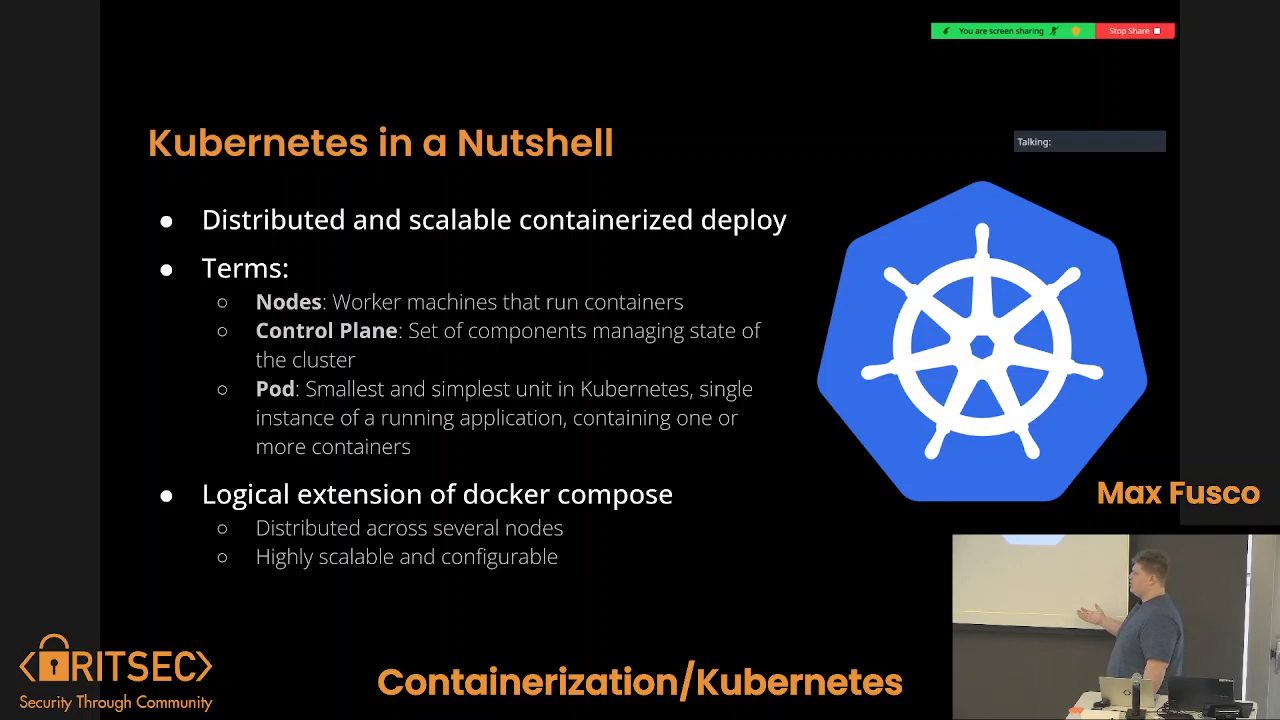 You are screen sharing
Stop Share
Kubernetes in a Nutshell
Talking:
● Distributed and scalable containerized deploy
● Terms:
○ Nodes: Worker machines that run containers
○ Control Plane: Set of components managing state of
the cluster
○ Pod: Smallest and simplest unit in Kubernetes, single
instance of a running application, containing one or
more containers
● Logical extension of docker compose
○ Distributed across several nodes
○ Highly scalable and configurable
Max Fusco
<RITSEC>
Security Through Community
Containerization/Kubernetes